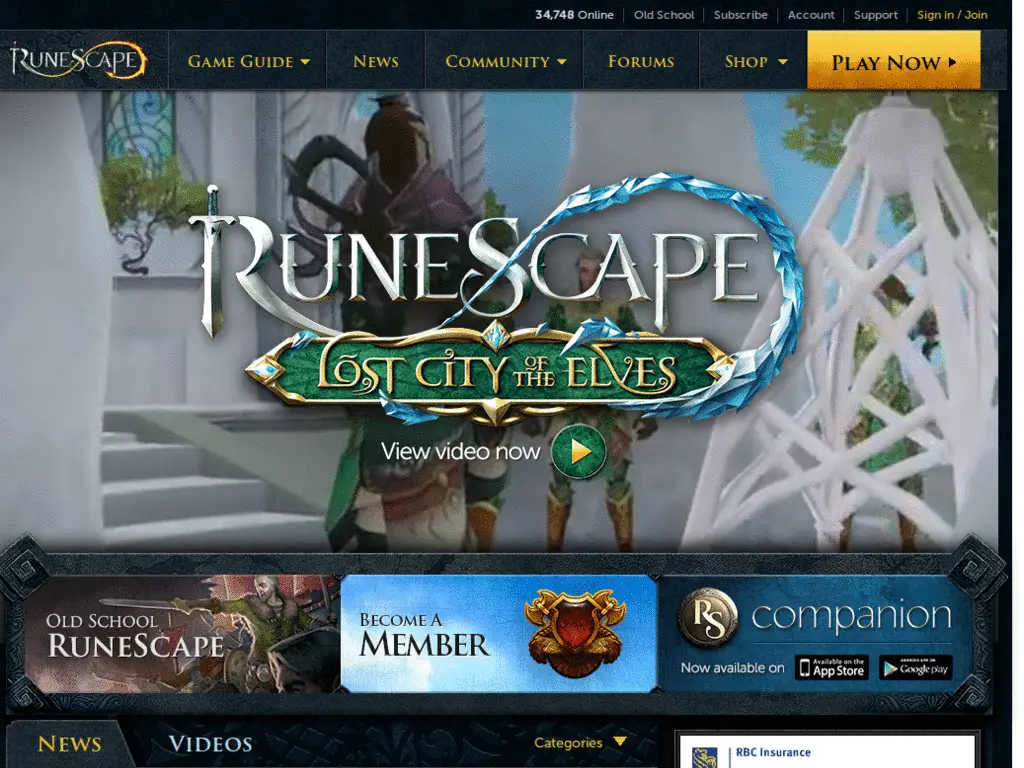 34,748 Online Old School Subscribe Account Support Sign in / Join
RUNESCAPE GAME GUIDE NEWS COMMUNITY FORUMS SHOP PLAY NOW
RUNESCAPE
LOST CITY OF THE ELVES
View video now
OLD SCHOOL
RUNESCAPE
BECOME A
MEMBER
RS companion
Now available on Available on the App Store ANDROID APP ON Google play
NEWS VIDEOS Categories
RBC Insurance